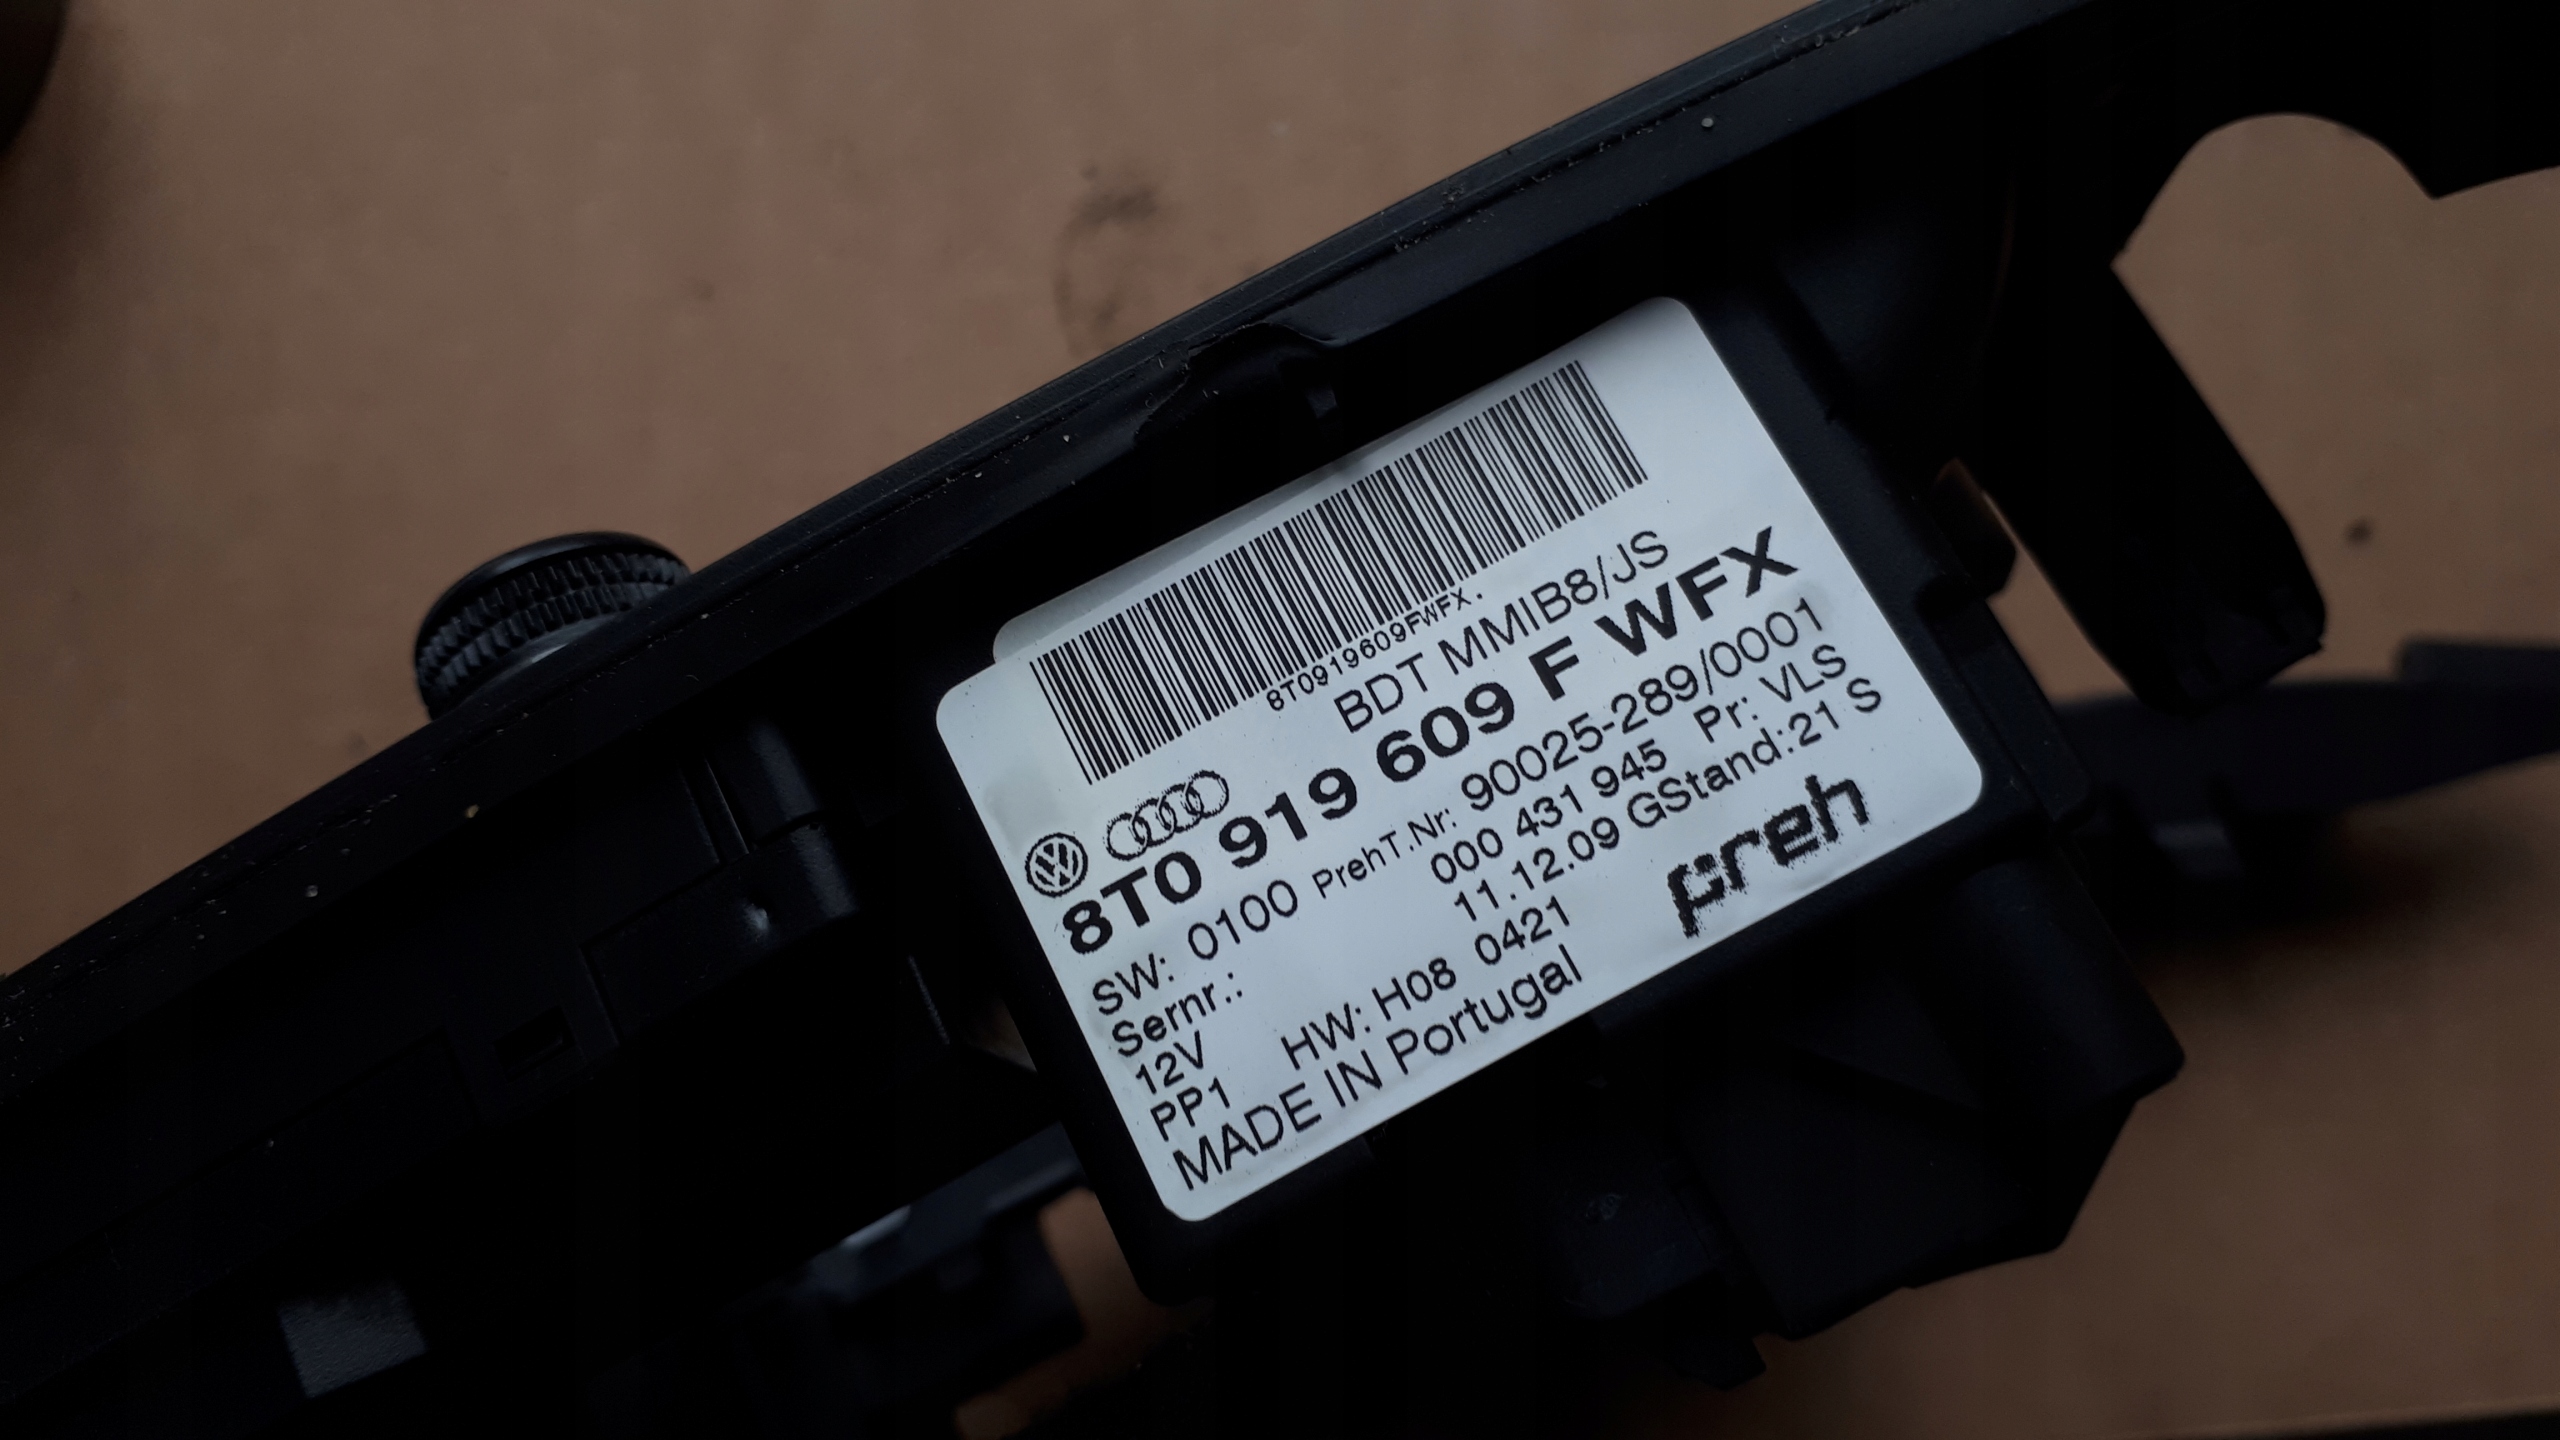 8T0919609FWFX.
BDT MMIB8/JS
8T0 919 609 F WFX
SW: 0100 PrehT.Nr: 90025-289/0001
Sernr.: 000 431 945 Pr: VLS
12V 11.12.09 GStand:21 S
PP1 HW: H08 0421
MADE IN Portugal
preh